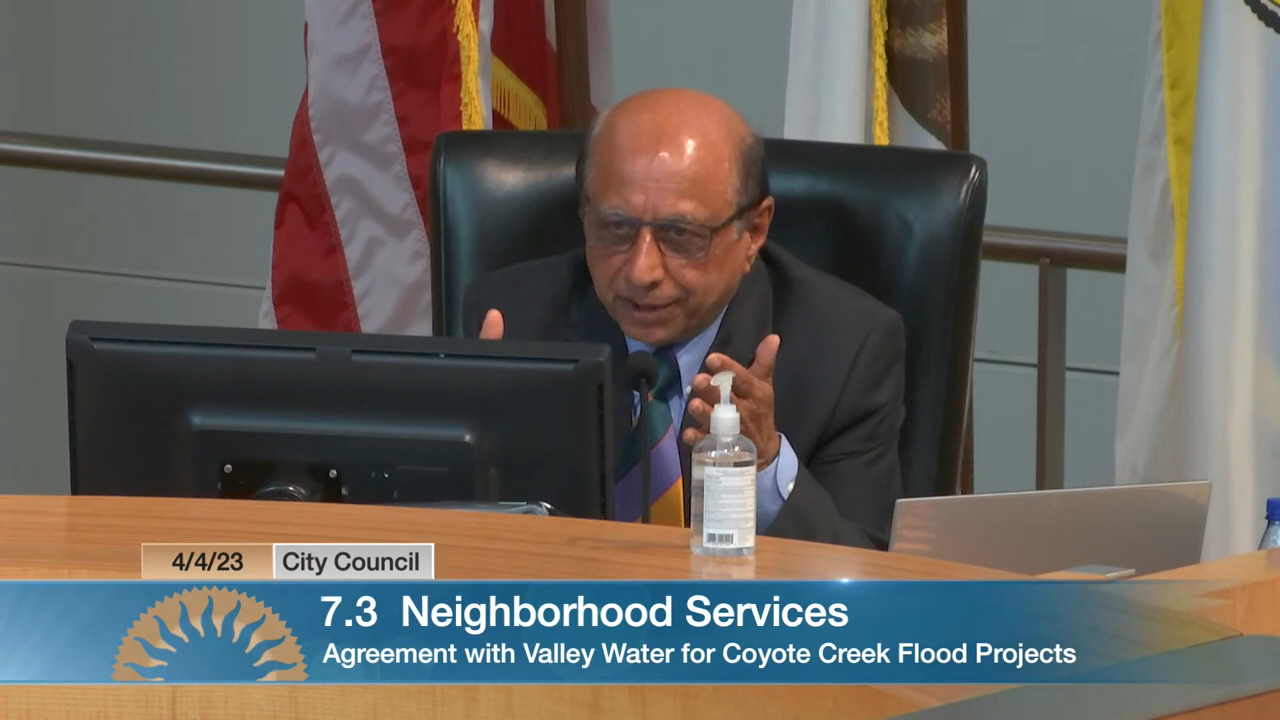 4/4/23 City Council
7.3 Neighborhood Services
Agreement with Valley Water for Coyote Creek Flood Projects